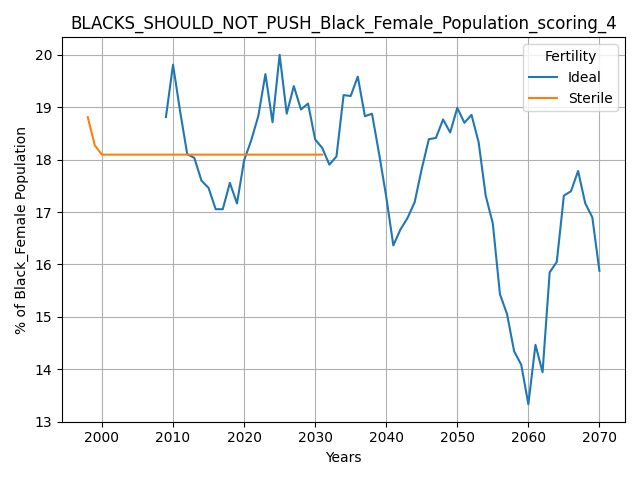 BLACKS_SHOULD_NOT_PUSH_Black_Female_Population_scoring_4
% of Black_Female Population
20
19
18
17
16
15
14
13
Fertility
Ideal
Sterile
2000 2010 2020 2030 2040 2050 2060 2070
Years